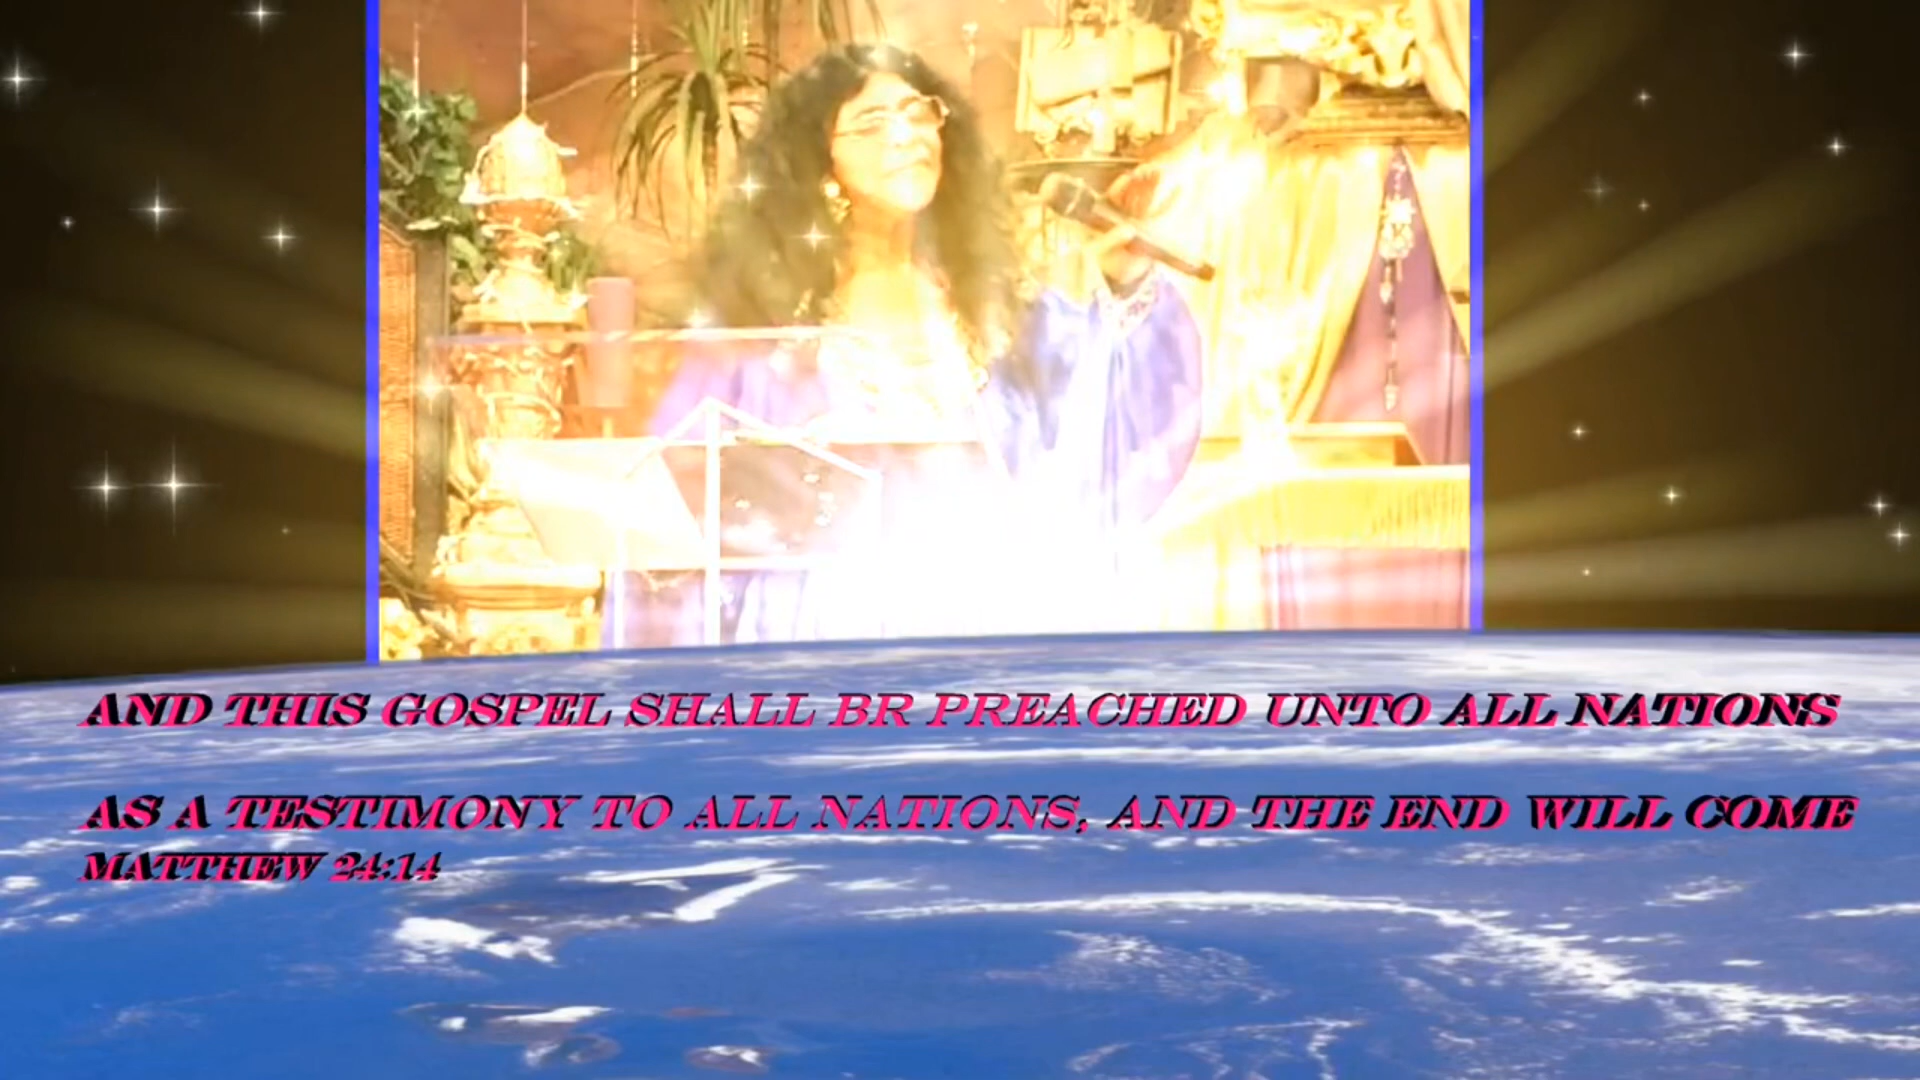 AND THIS GOSPEL SHALL BR PREACHED UNTO ALL NATIONS
AS A TESTIMONY TO ALL NATIONS, AND THE END WILL COME
MATTHEW 24:14